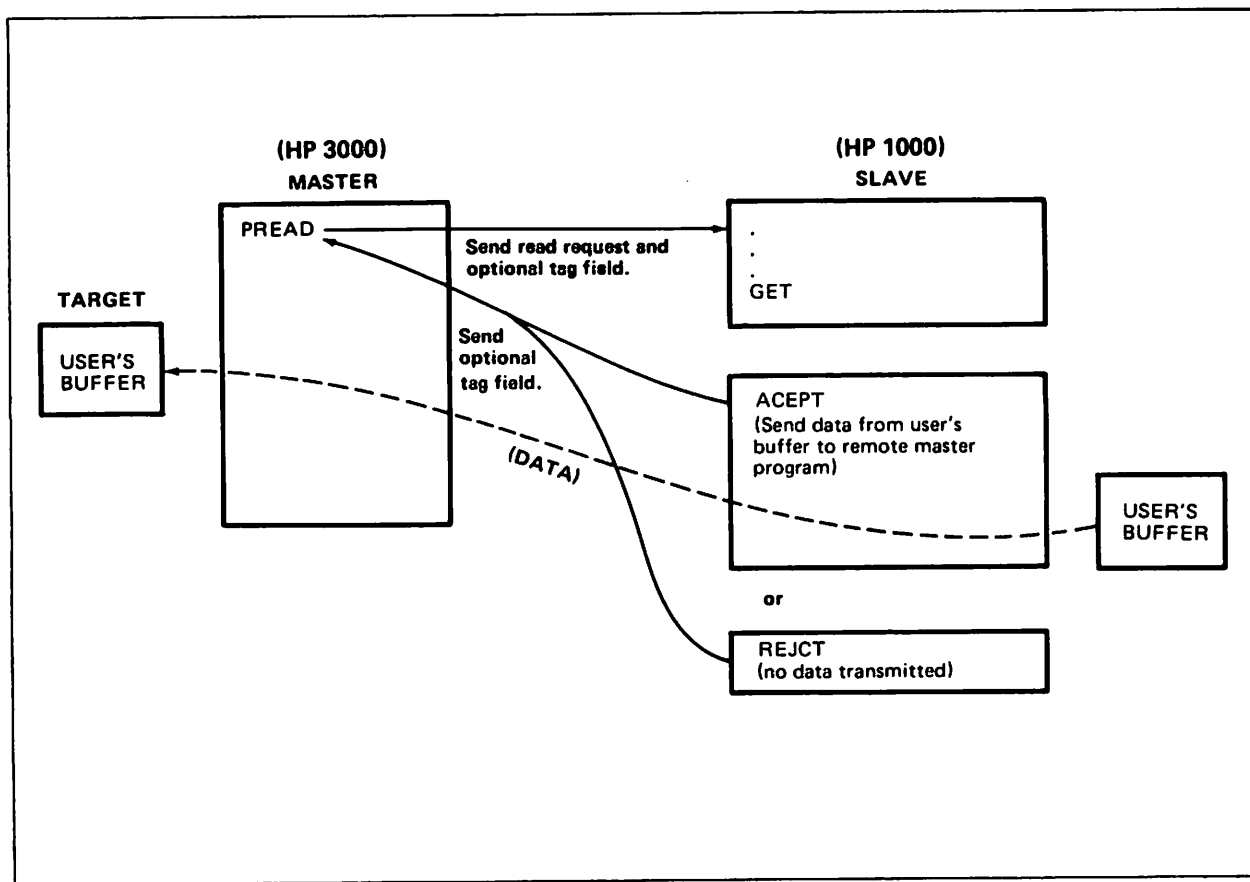 (HP 3000)
MASTER
(HP 1000)
SLAVE
PREAD
Send read request and
optional tag field.
.
.
.
GET
TARGET
USER'S
BUFFER
Send
optional
tag field.
(DATA)
ACEPT
(Send data from user's
buffer to remote master
program)
USER'S
BUFFER
or
REJCT
(no data transmitted)